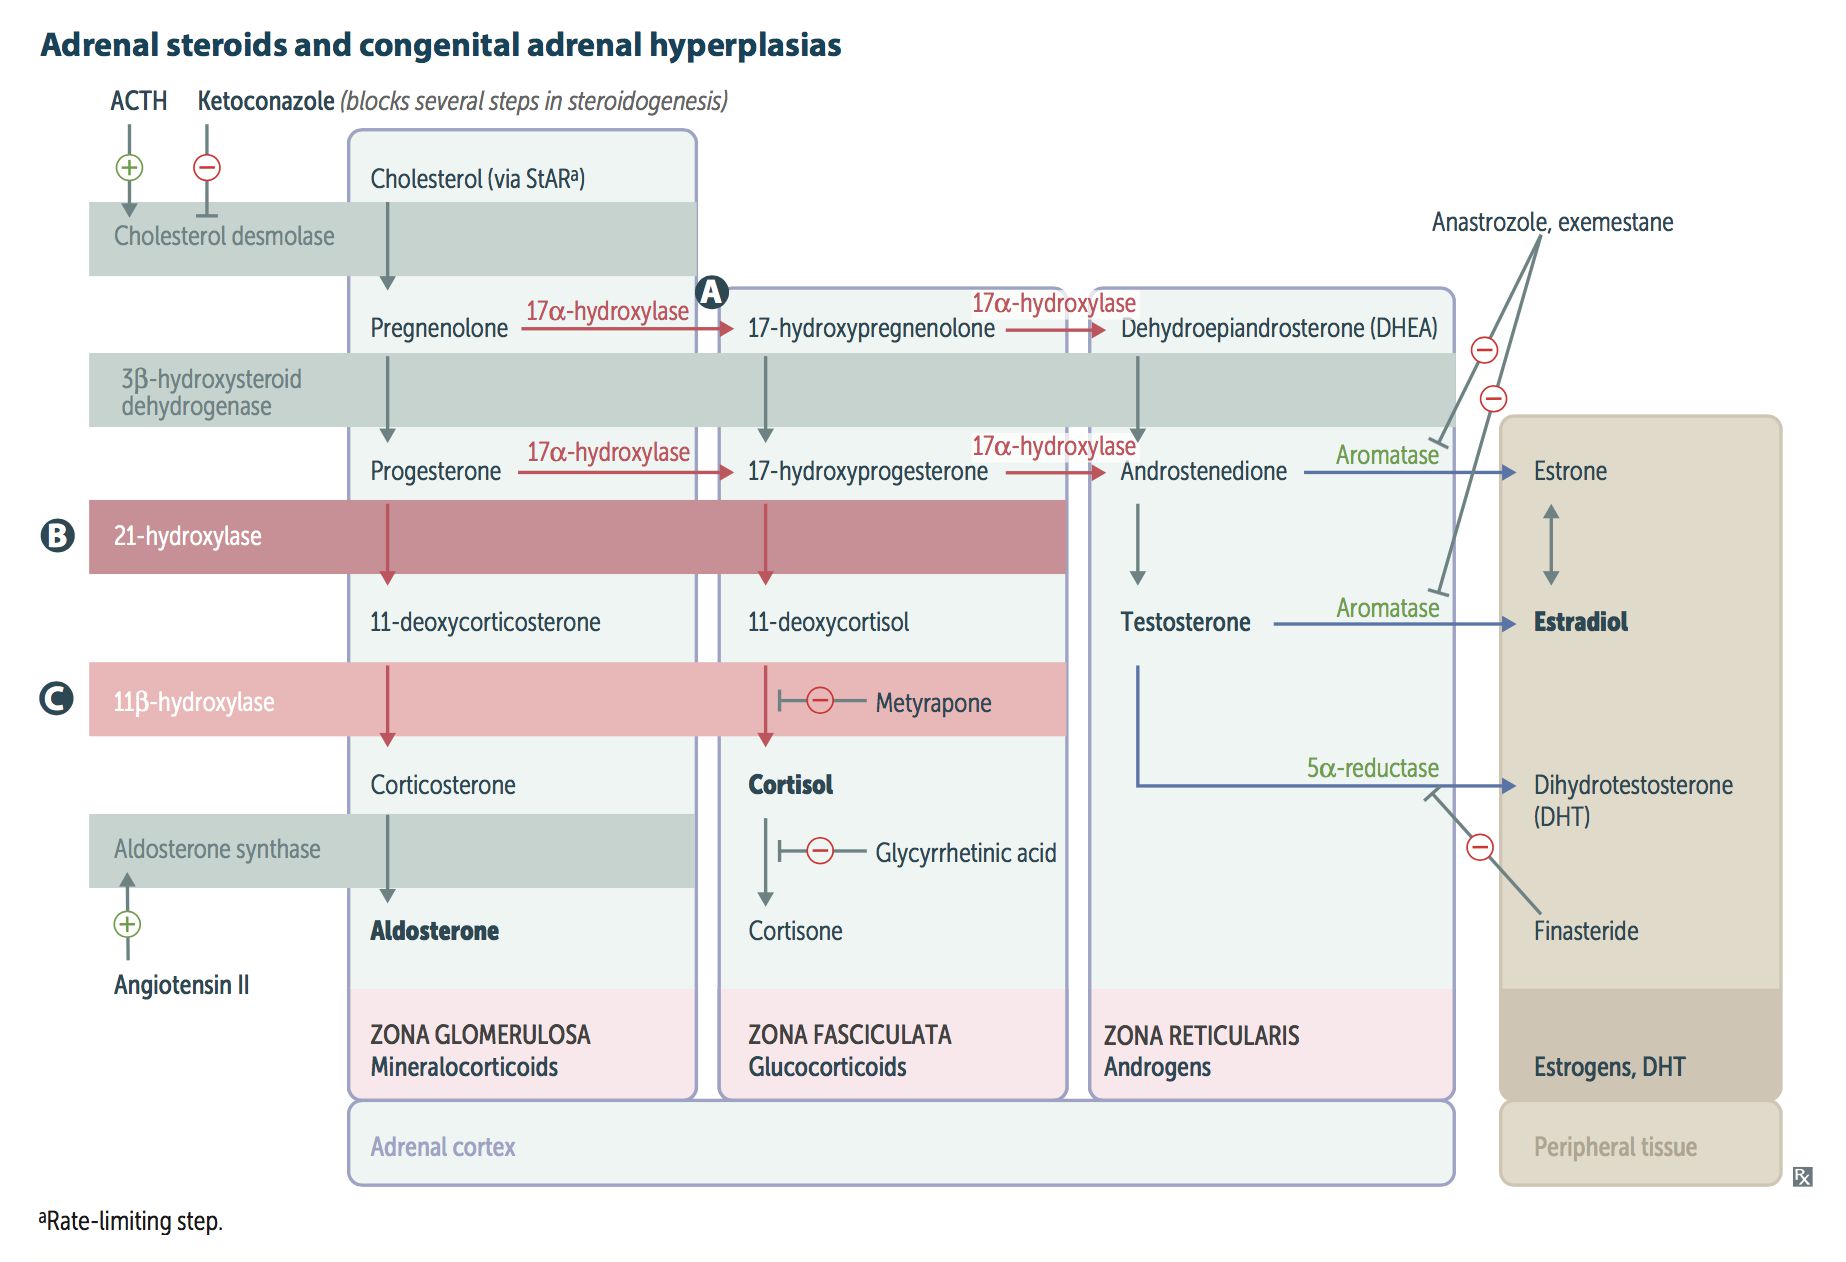 Adrenal steroids and congenital adrenal hyperplasias
ACTH
Ketoconazole (blocks several steps in steroidogenesis)
Cholesterol (via StARᵃ)
Cholesterol desmolase
Anastrozole, exemestane
A
Pregnenolone
17α-hydroxylase
17-hydroxypregnenolone
17α-hydroxylase
Dehydroepiandrosterone (DHEA)
3β-hydroxysteroid
dehydrogenase
Progesterone
17α-hydroxylase
17-hydroxyprogesterone
17α-hydroxylase
Androstenedione
Aromatase
Estrone
B
21-hydroxylase
11-deoxycorticosterone
11-deoxycortisol
Testosterone
Aromatase
Estradiol
C
11β-hydroxylase
Metyrapone
Corticosterone
Cortisol
5α-reductase
Dihydrotestosterone
(DHT)
Aldosterone synthase
Glycyrrhetinic acid
Aldosterone
Cortisone
Finasteride
Angiotensin II
ZONA GLOMERULOSA
Mineralocorticoids
ZONA FASCICULATA
Glucocorticoids
ZONA RETICULARIS
Androgens
Estrogens, DHT
Adrenal cortex
Peripheral tissue
Rx
ᵃRate-limiting step.